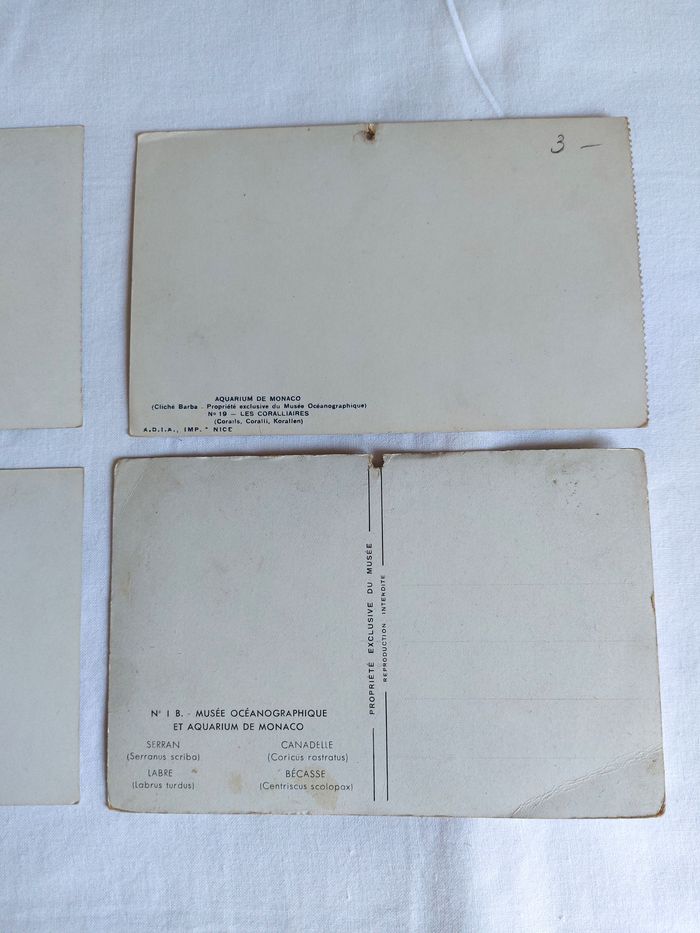 3 —
AQUARIUM DE MONACO
(Cliché Barba - Propriété exclusive du Musée Océanographique)
No 19 — LES CORALLIAIRES
(Corails, Coralli, Korallen)
A.D.I.A., IMP. - NICE
PROPRIÉTÉ EXCLUSIVE DU MUSÉE
REPRODUCTION INTERDITE
No 1 B. - MUSÉE OCÉANOGRAPHIQUE
ET AQUARIUM DE MONACO
SERRAN CANADELLE
(Serranus scriba) (Coricus rostratus)
LABRE BÉCASSE
(Labrus turdus) (Centriscus scolopax)